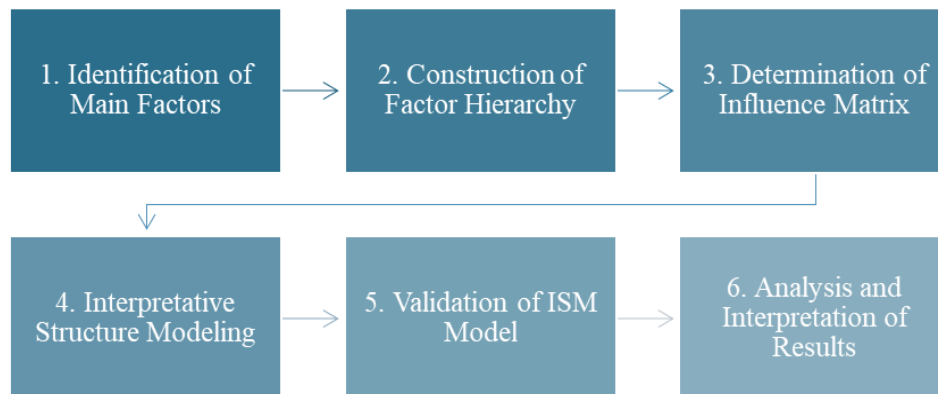 1. Identification of
Main Factors
2. Construction of
Factor Hierarchy
3. Determination of
Influence Matrix
4. Interpretative
Structure Modeling
5. Validation of ISM
Model
6. Analysis and
Interpretation of
Results